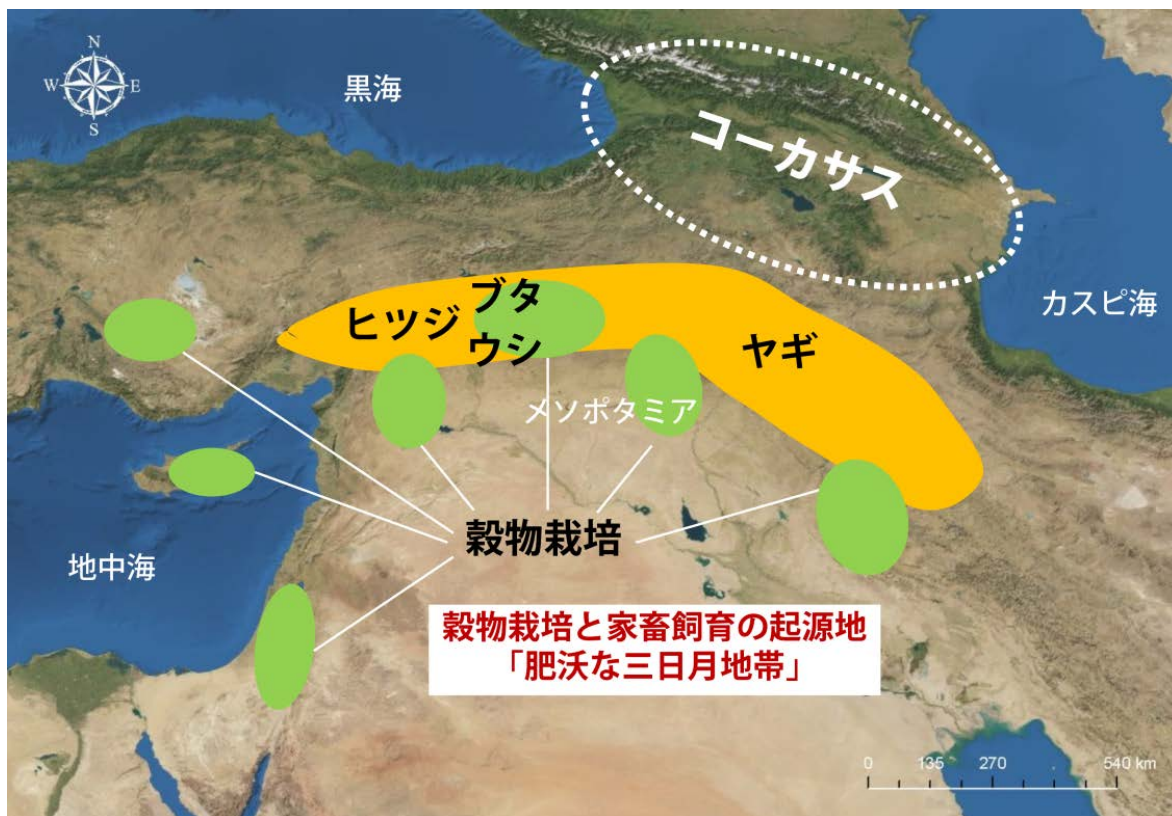 N
W
E
S
黒海
コーカサス
カスピ海
ヒツジ
ブタ
ウシ
ヤギ
メソポタミア
穀物栽培
地中海
穀物栽培と家畜飼育の起源地
「肥沃な三日月地帯」
0 135 270 540 km